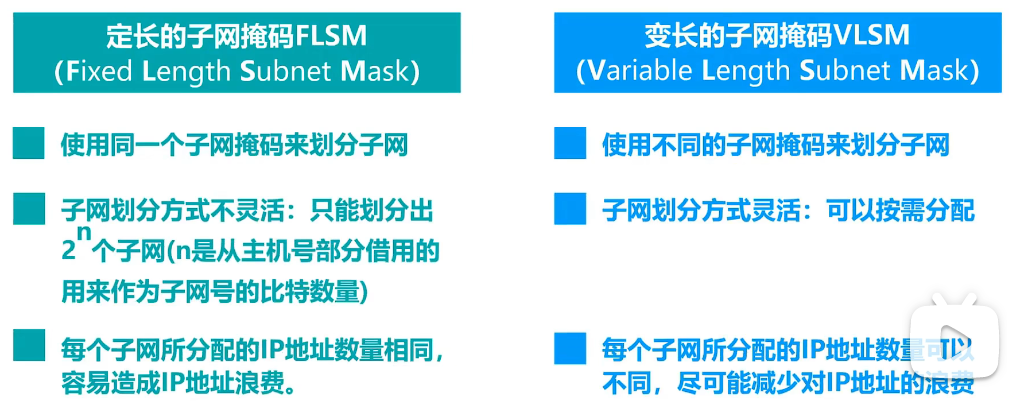 定长的子网掩码FLSM
(Fixed Length Subnet Mask)
使用同一个子网掩码来划分子网
子网划分方式不灵活：只能划分出
2^n个子网(n是从主机号部分借用的
用来作为子网号的比特数量)
每个子网所分配的IP地址数量相同，
容易造成IP地址浪费。
变长的子网掩码VLSM
(Variable Length Subnet Mask)
使用不同的子网掩码来划分子网
子网划分方式灵活：可以按需分配
每个子网所分配的IP地址数量可以
不同，尽可能减少对IP地址的浪费